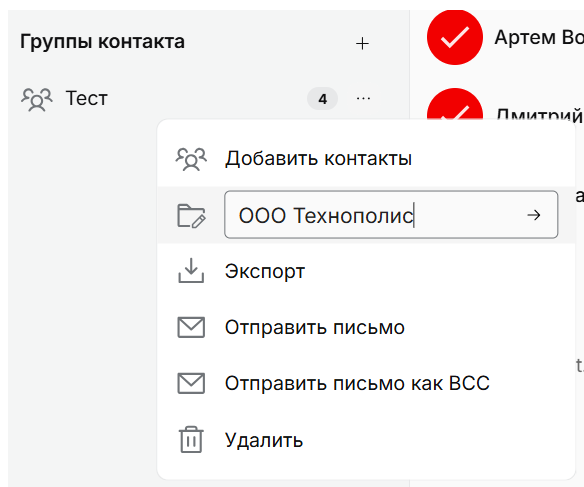 Группы контакта +
Артем Во
Тест 4 ...
Дмитрий
Добавить контакты
ООО Технополис →
Экспорт
Отправить письмо
Отправить письмо как BCC
Удалить